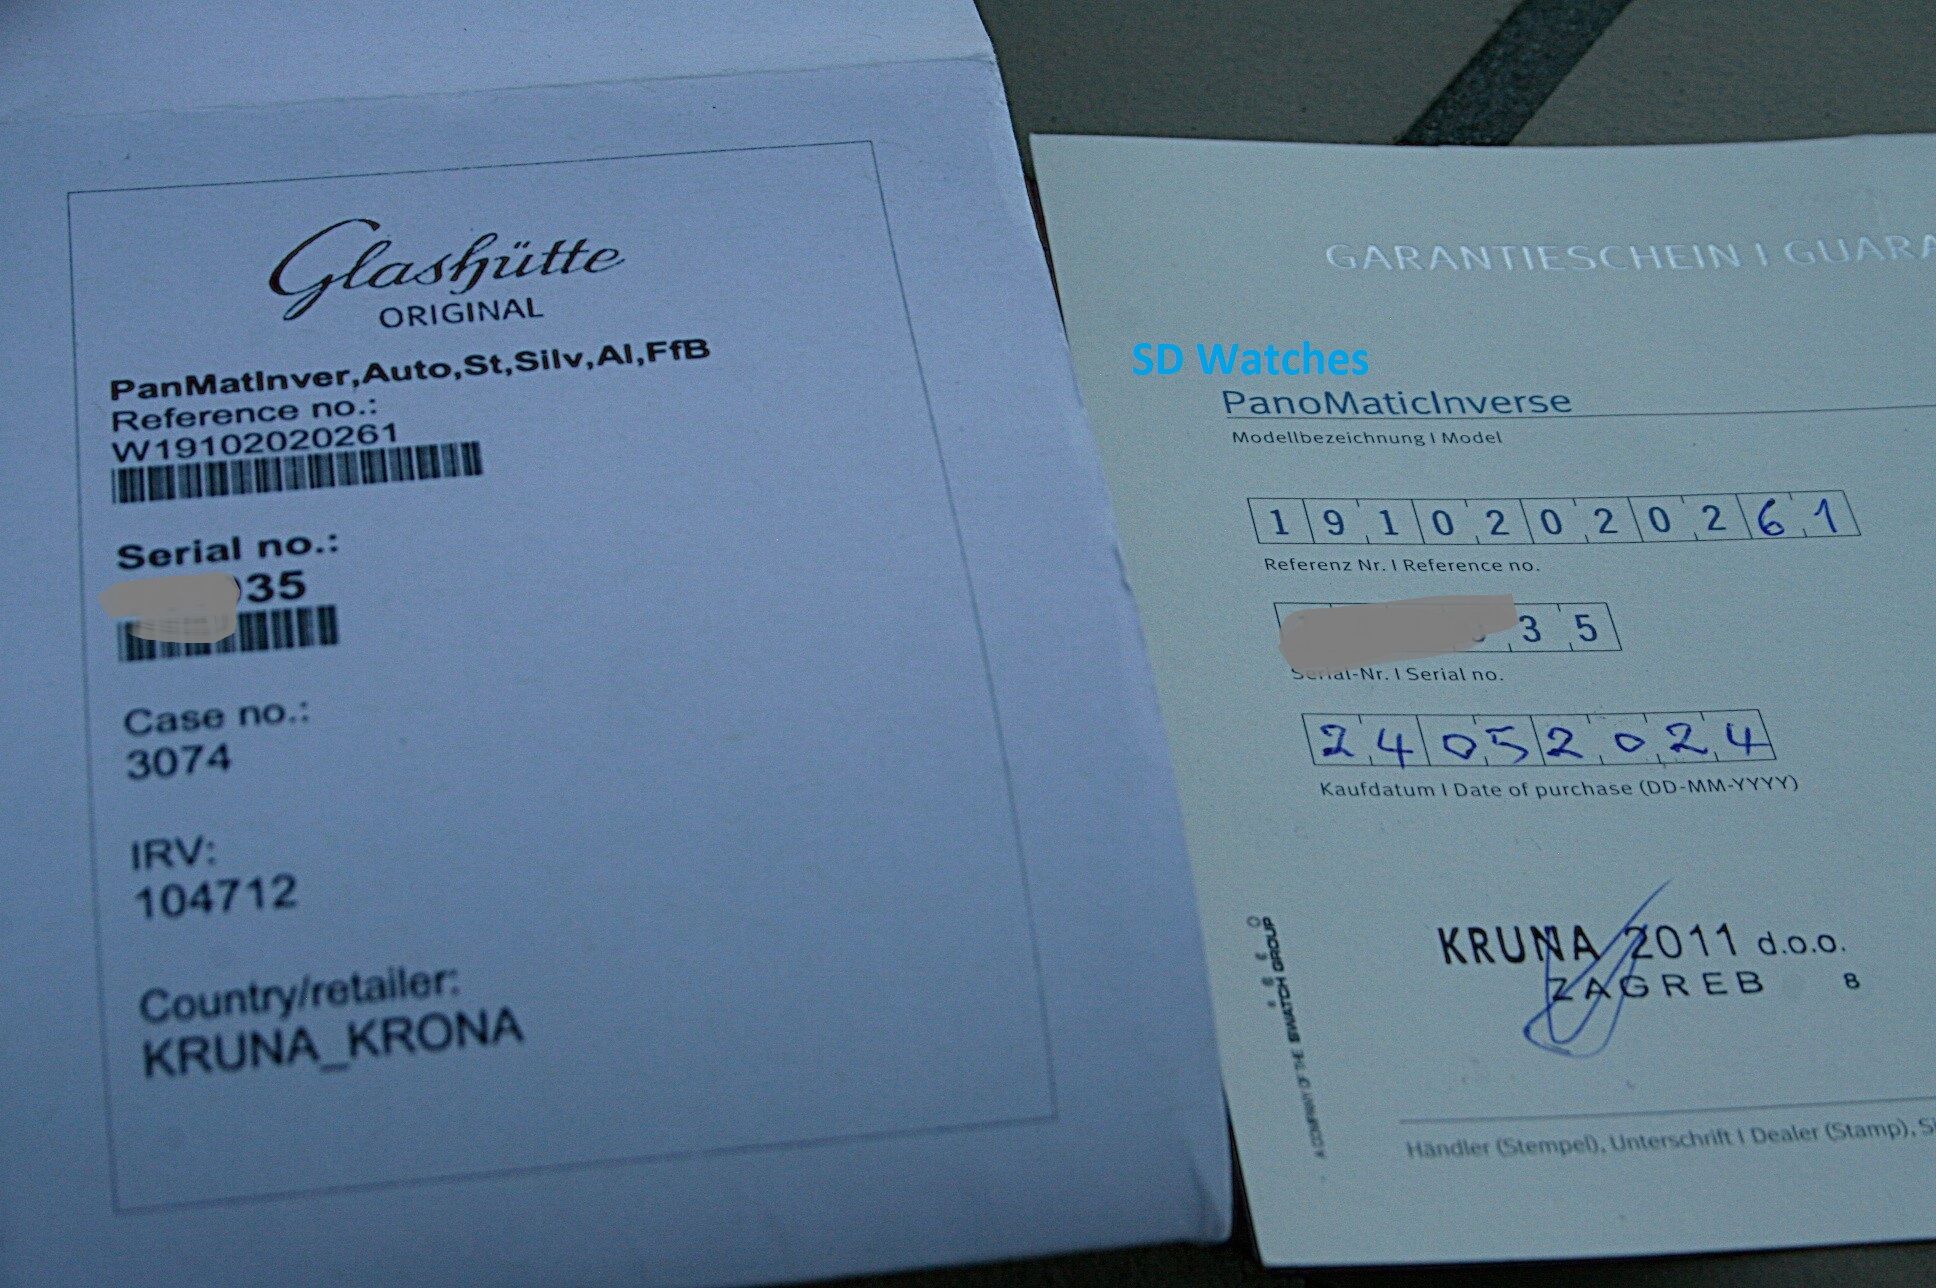 Glashütte
ORIGINAL
PanMatInver,Auto,St,Silv,Al,FfB
Reference no.:
W19102020261
Serial no.:
35
Case no.:
3074
IRV:
104712
Country/retailer:
KRUNA_KRONA
GARANTIESCHEIN I
SD Watches
PanoMaticInverse
Modellbezeichnung I Model
19102020261
Referenz Nr. I Reference no.
35
Serial-Nr. I Serial no.
24052024
Kaufdatum I Date of purchase (DD-MM-YYYY)
KRUNA 2011 d.o.o.
ZAGREB 8
A COMPANY OF THE SWATCH GROUP
Händler (Stempel), Unterschrift I Dealer (Stamp),